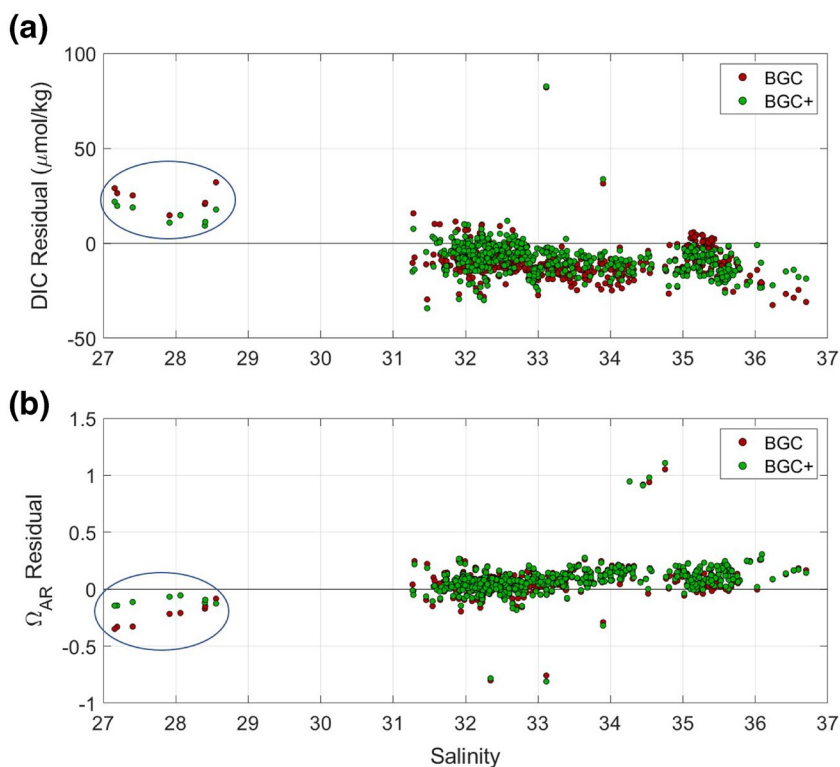 (a)
100
50
0
-50
DIC Residual (μmol/kg)
BGC
BGC+
27 28 29 30 31 32 33 34 35 36 37
(b)
1.5
1
0.5
0
-0.5
-1
Ω_AR Residual
BGC
BGC+
27 28 29 30 31 32 33 34 35 36 37
Salinity